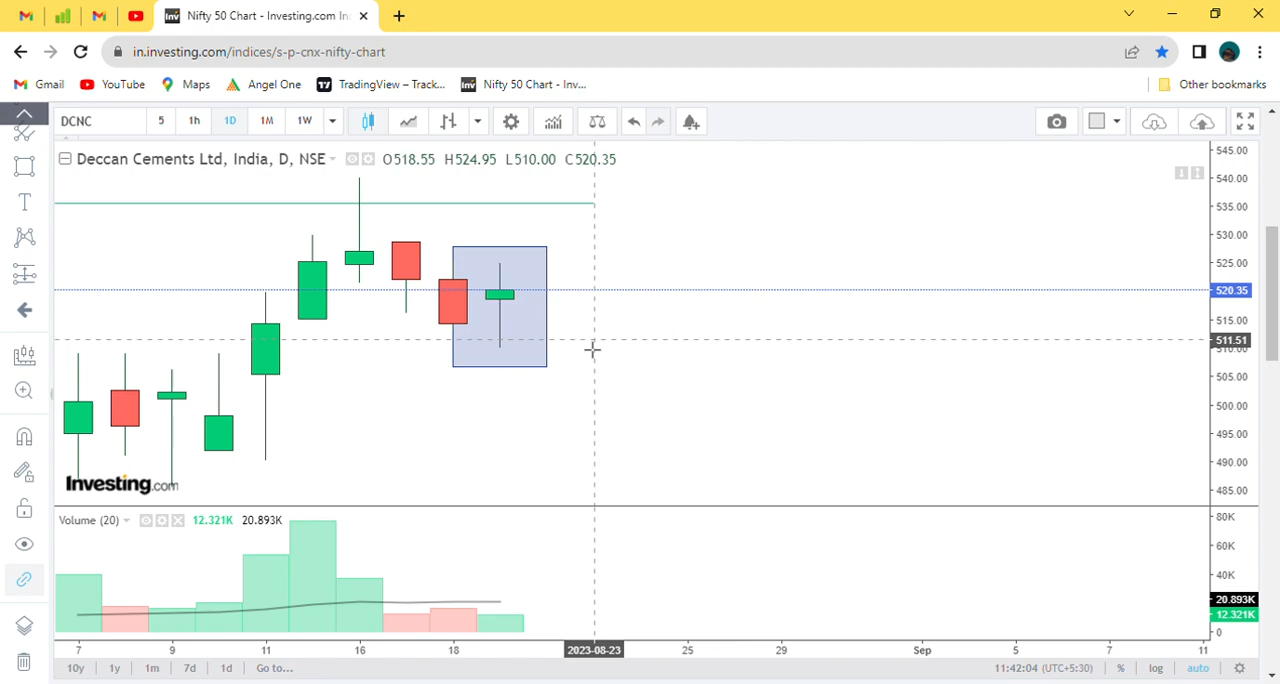 Nifty 50 Chart - Investing.com In
in.investing.com/indices/s-p-cnx-nifty-chart
Gmail YouTube Maps Angel One TradingView – Track... Nifty 50 Chart - Inv... Other bookmarks
DCNC 5 1h 1D 1M 1W
Deccan Cements Ltd, India, D, NSE O518.55 H524.95 L510.00 C520.35
545.00
540.00
535.00
530.00
525.00
520.35
515.00
511.51
510.00
505.00
500.00
495.00
490.00
485.00
Investing.com
Volume (20) 12.321K 20.893K
80K
60K
40K
20.893K
12.321K
0
7 9 11 16 18 2023-08-23 25 29 Sep 5 7 11
10y 1y 1m 7d 1d Go to... 11:42:04 (UTC+5:30) % log auto